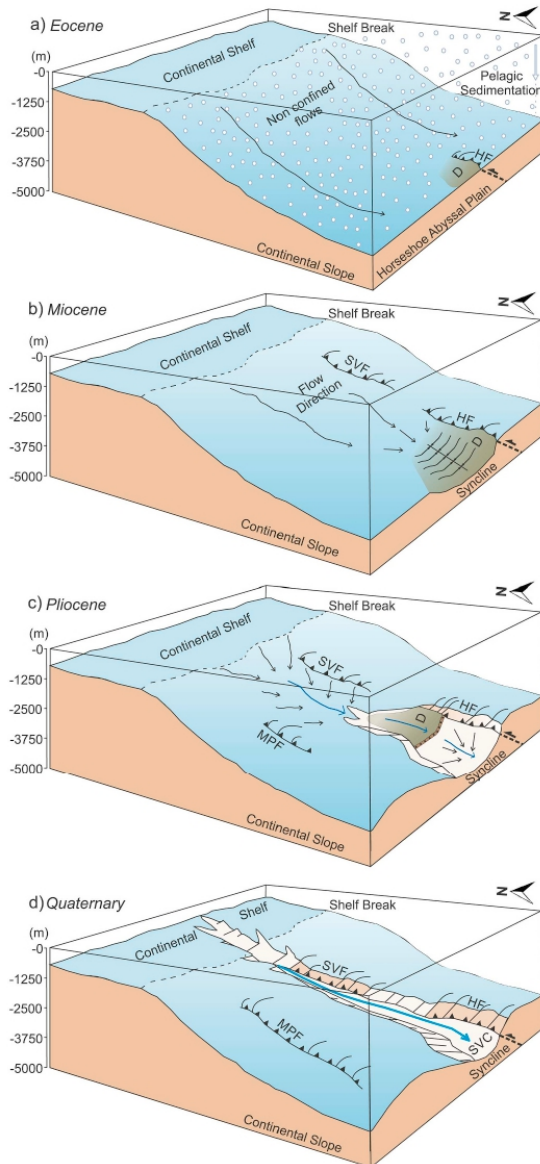 a) Eocene
Shelf Break
N
(m)
Continental Shelf
-0
Pelagic
Sedimentation
-1250
Non confined
flows
-2500
-3750
HF
D
-5000
Horseshoe Abyssal Plain
Continental Slope
b) Miocene
Shelf Break
N
(m)
Continental Shelf
-0
SVF
-1250
Flow
Direction
-2500
HF
-3750
D
-5000
Syncline
Continental Slope
c) Pliocene
Shelf Break
N
(m)
Continental Shelf
-0
SVF
-1250
-2500
HF
D
-3750
MPF
-5000
Syncline
Continental Slope
d) Quaternary
Shelf Break
N
(m)
Continental Shelf
-0
SVF
-1250
HF
-2500
MPF
SVC
-3750
-5000
Syncline
Continental Slope